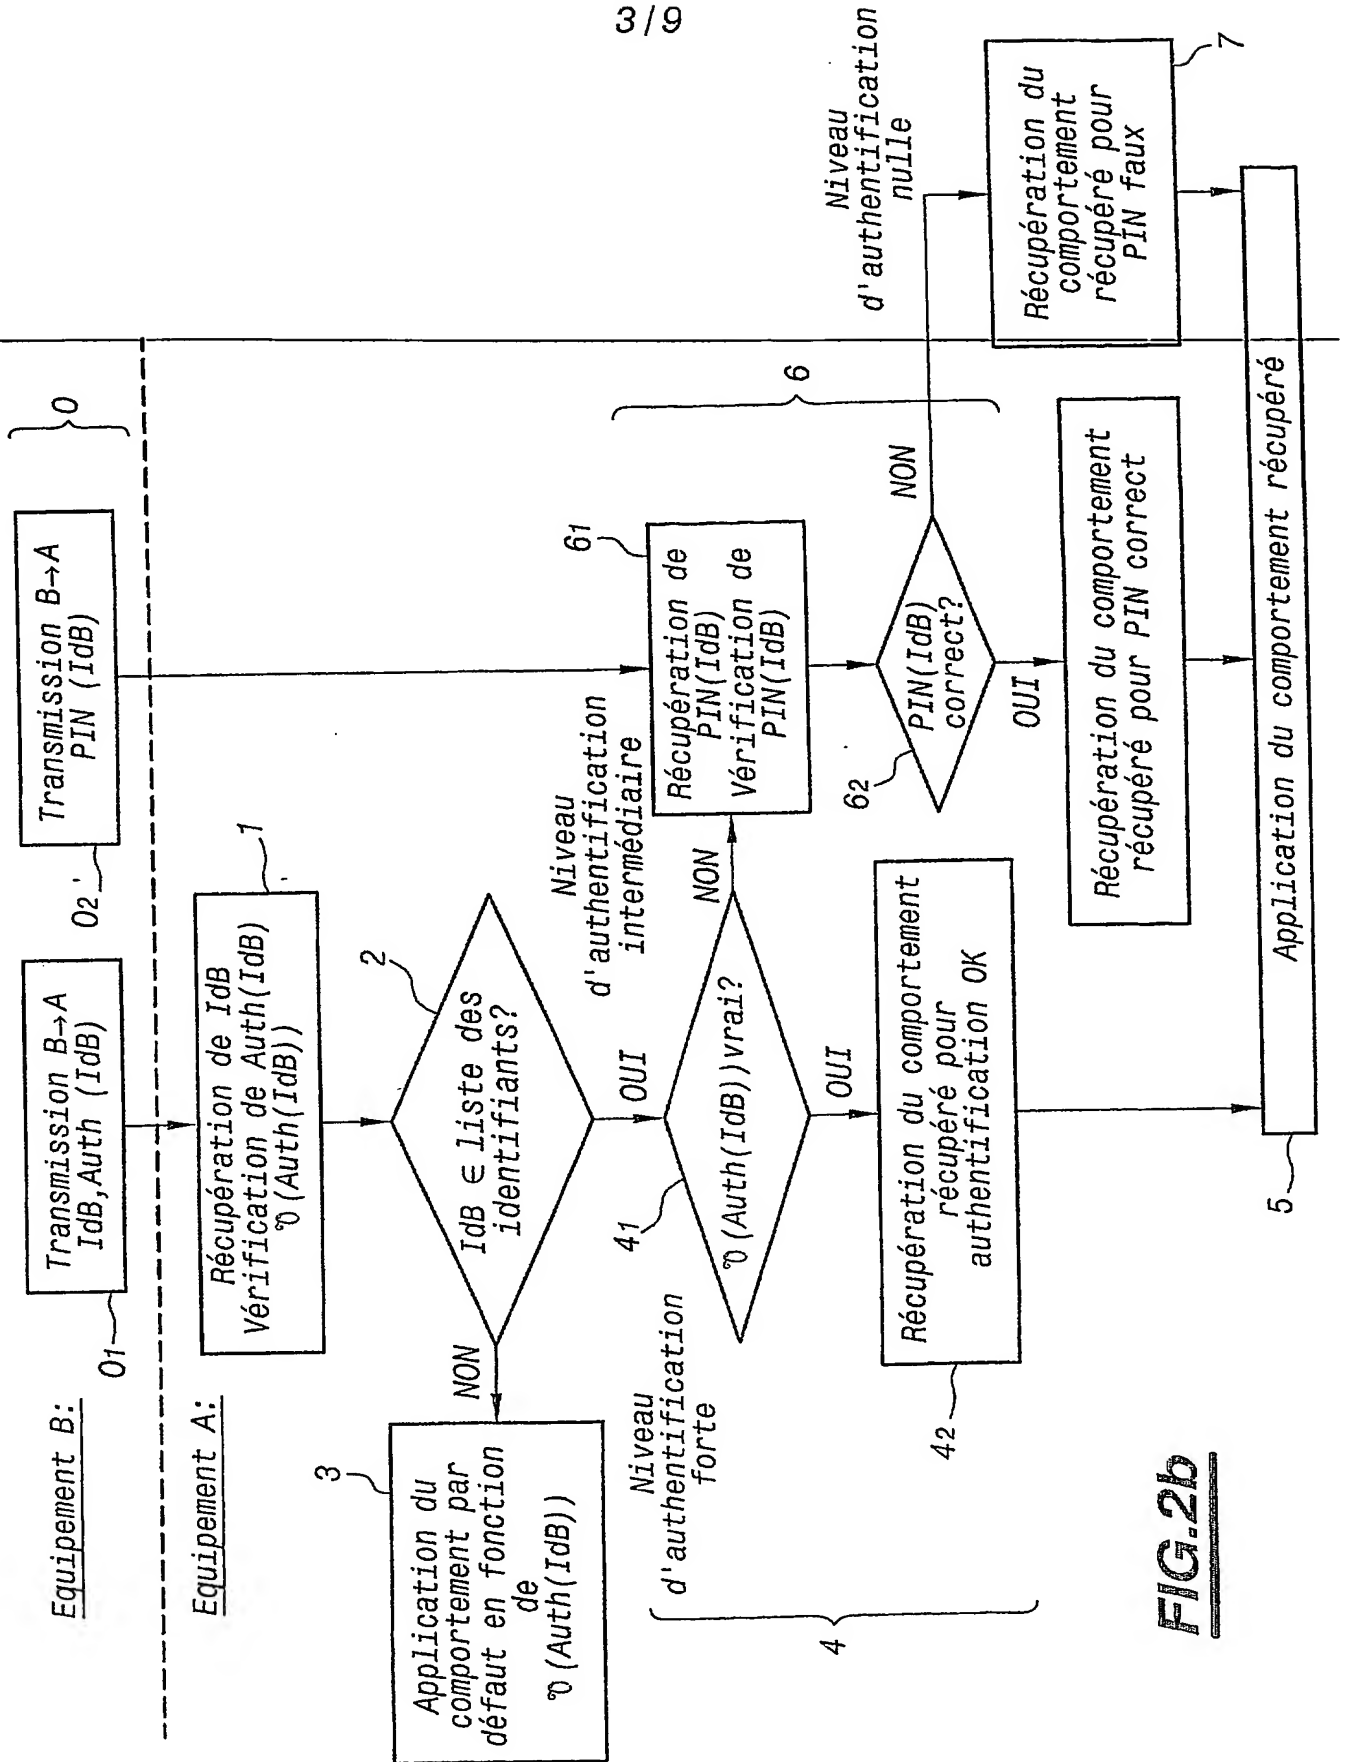 3/9
Equipement B:
O1
Transmission B→A
IdB,Auth (IdB)
O2'
Transmission B→A
PIN (IdB)
O
Equipement A:
1
Récupération de IdB
Vérification de Auth(IdB)
𝒱(Auth(IdB))
2
IdB ∈ liste des
identifiants?
NON
OUI
3
Application du
comportement par
défaut en fonction
de
𝒱(Auth(IdB))
Niveau
d'authentification
forte
4
41
𝒱(Auth(IdB))vrai?
NON
OUI
42
Récupération du comportement
récupéré pour
authentification OK
Niveau
d'authentification
intermédiaire
61
Récupération de
PIN(IdB)
Vérification de
PIN(IdB)
6
62
PIN(IdB)
correct?
NON
OUI
Récupération du comportement
récupéré pour PIN correct
Niveau
d'authentification
nulle
Récupération du
comportement
récupéré pour
PIN faux
7
5
Application du comportement récupéré
FIG.2b